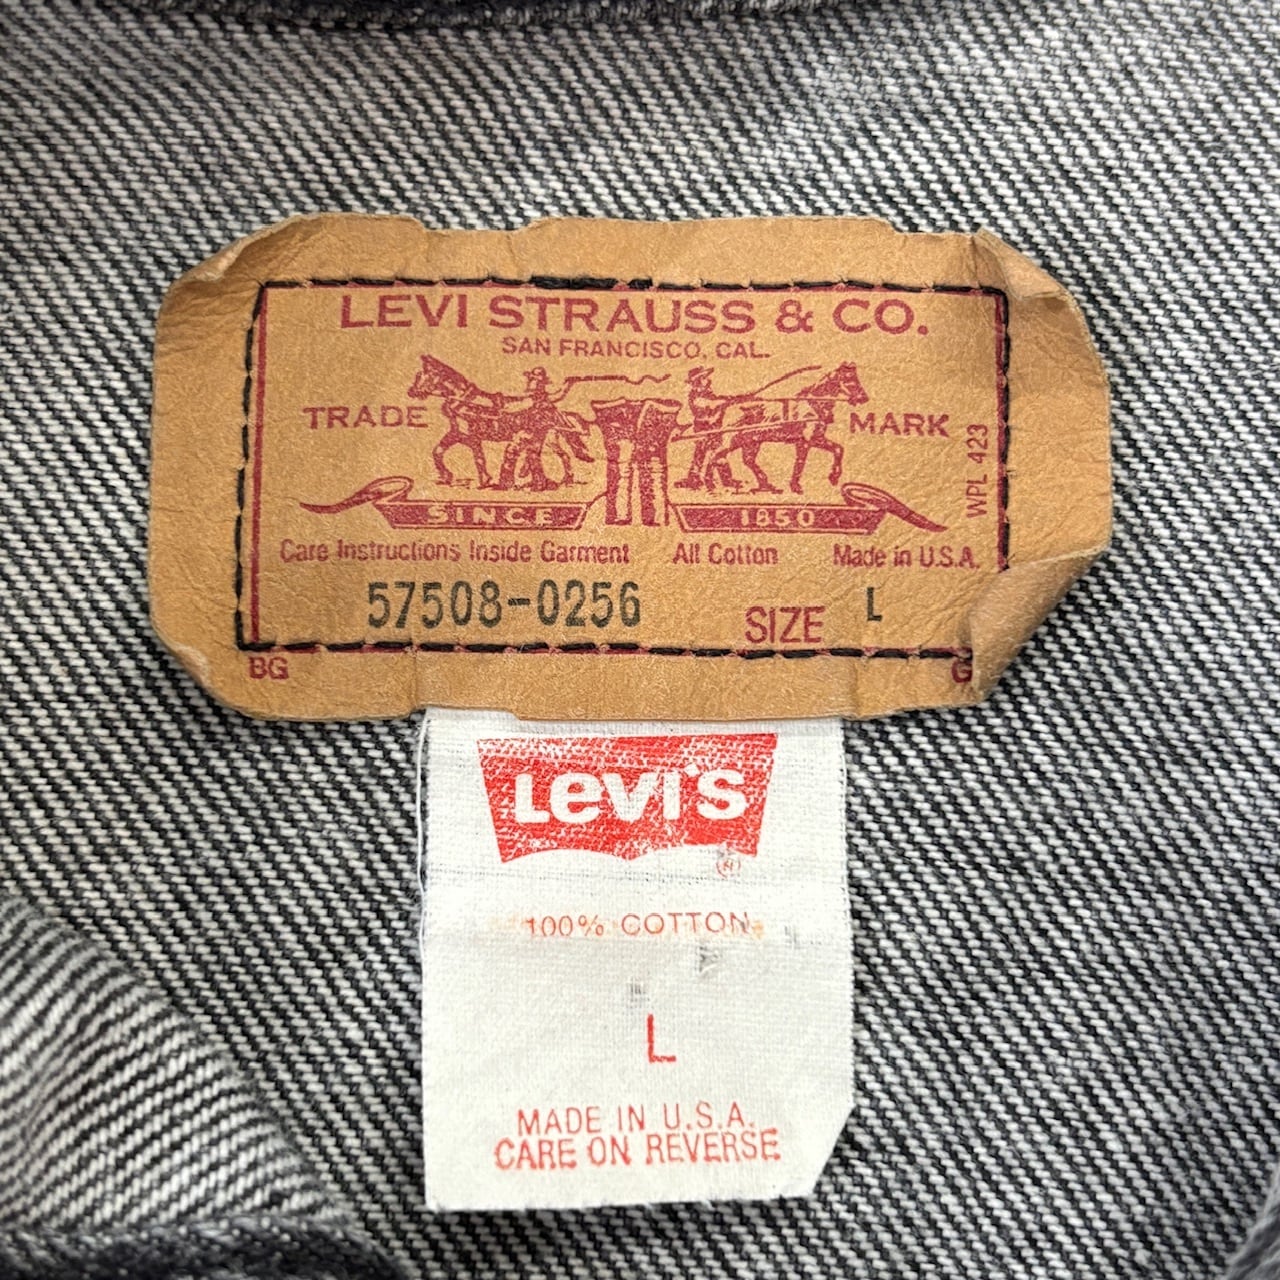 LEVI STRAUSS & CO.
SAN FRANCISCO, CAL.
TRADE MARK
WPL 423
SINCE 1850
Care Instructions Inside Garment All Cotton Made in U.S.A.
57508-0256 SIZE L
BG G
LEVI'S
®
100% COTTON
L
MADE IN U.S.A.
CARE ON REVERSE